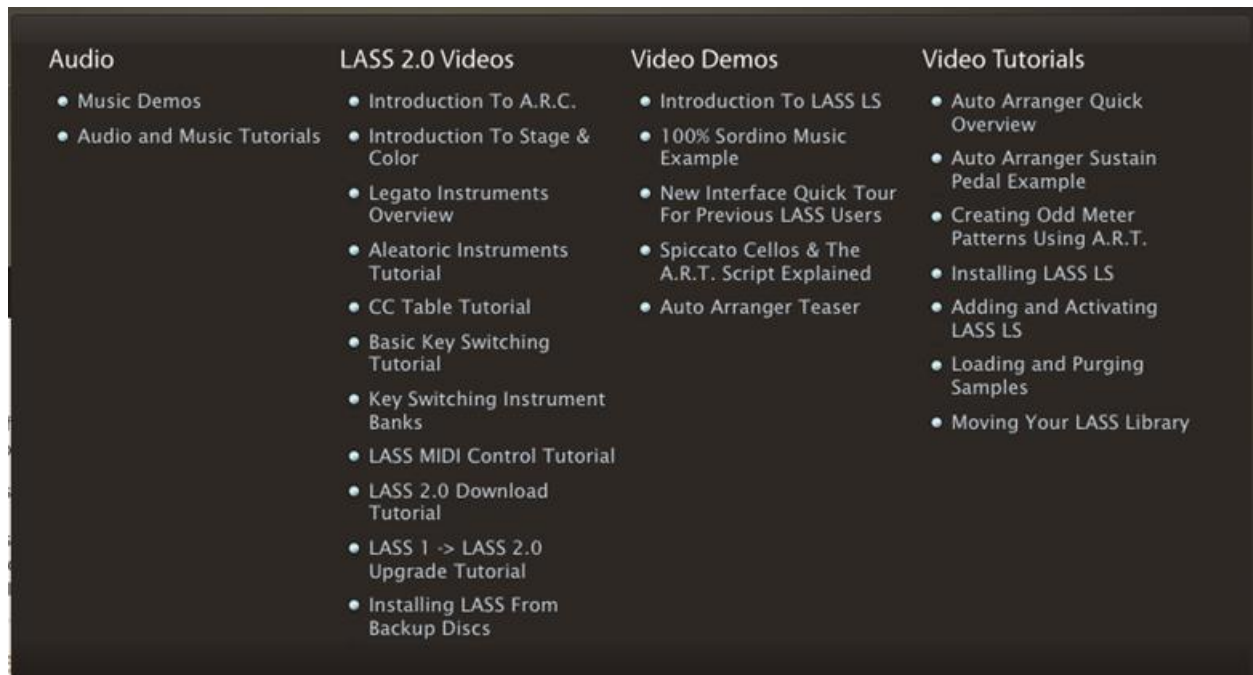 Audio
Music Demos
Audio and Music Tutorials
LASS 2.0 Videos
Introduction To A.R.C.
Introduction To Stage &
Color
Legato Instruments
Overview
Aleatoric Instruments
Tutorial
CC Table Tutorial
Basic Key Switching
Tutorial
Key Switching Instrument
Banks
LASS MIDI Control Tutorial
LASS 2.0 Download
Tutorial
LASS 1 -> LASS 2.0
Upgrade Tutorial
Installing LASS From
Backup Discs
Video Demos
Introduction To LASS LS
100% Sordino Music
Example
New Interface Quick Tour
For Previous LASS Users
Spiccato Cellos & The
A.R.T. Script Explained
Auto Arranger Teaser
Video Tutorials
Auto Arranger Quick
Overview
Auto Arranger Sustain
Pedal Example
Creating Odd Meter
Patterns Using A.R.T.
Installing LASS LS
Adding and Activating
LASS LS
Loading and Purging
Samples
Moving Your LASS Library